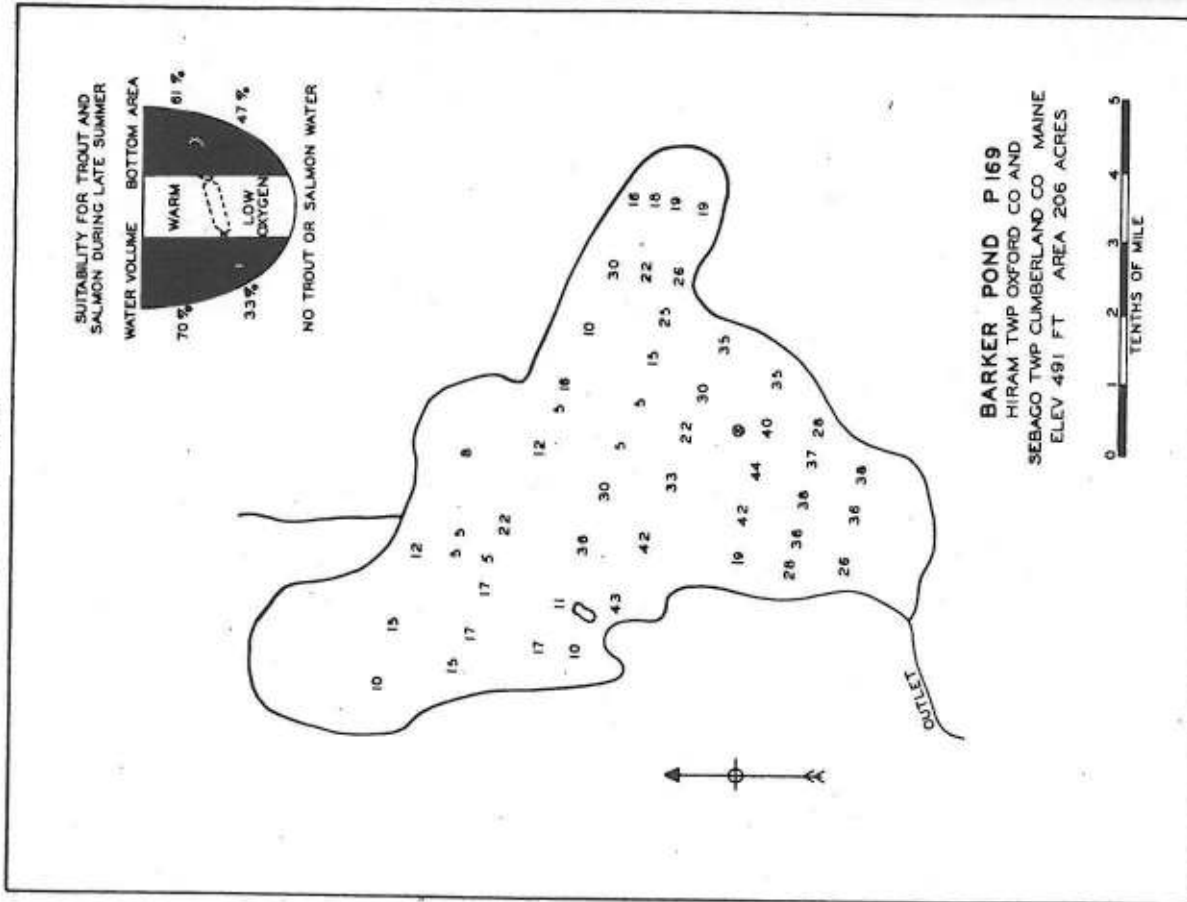 SUITABILITY FOR TROUT AND
SALMON DURING LATE SUMMER
WATER VOLUME BOTTOM AREA
70 % WARM 61 %
33 % LOW OXYGEN 47 %
NO TROUT OR SALMON WATER
10
15
12
15 5
17 5 8
17 5
22
17 12
11 5 18
10 36 10
30
43 5 30
42 5 15 16
33 22 18
25 26 19
22 30 19
19 42 35
44 40 35
28 36 38 37 28
26 36 38
OUTLET
BARKER POND P169
HIRAM TWP OXFORD CO AND
SEBAGO TWP CUMBERLAND CO MAINE
ELEV 491 FT AREA 206 ACRES
0 1 2 3 4 5
TENTHS OF MILE